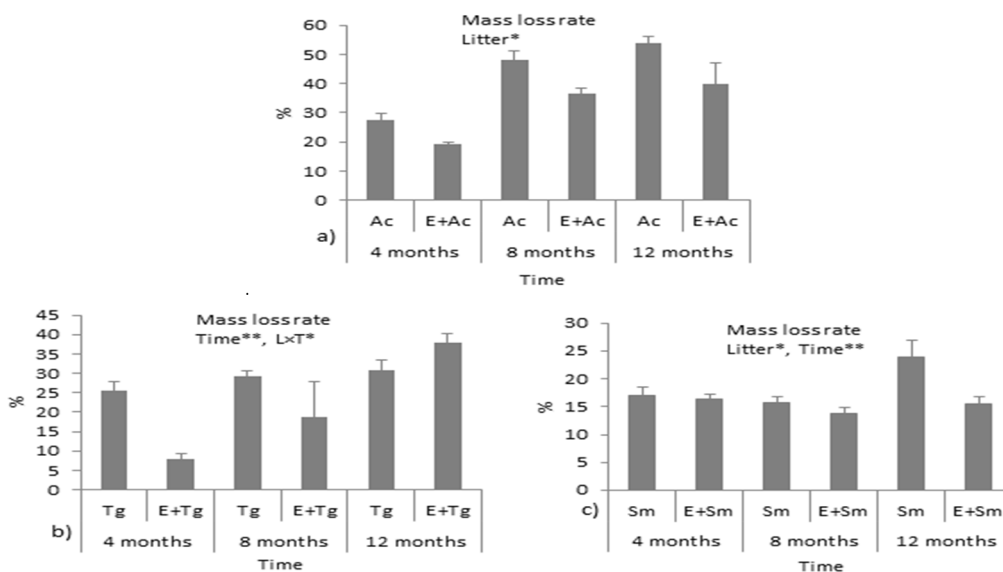 Mass loss rate
Litter*
60
50
40
30
20
10
0
%
Ac E+Ac Ac E+Ac Ac E+Ac
a)
4 months 8 months 12 months
Time
Mass loss rate
Time**, L×T*
45
40
35
30
25
20
15
10
5
0
%
Tg E+Tg Tg E+Tg Tg E+Tg
b)
4 months 8 months 12 months
Time
Mass loss rate
Litter*, Time**
30
25
20
15
10
5
0
%
Sm E+Sm Sm E+Sm Sm E+Sm
c)
4 months 8 months 12 months
Time